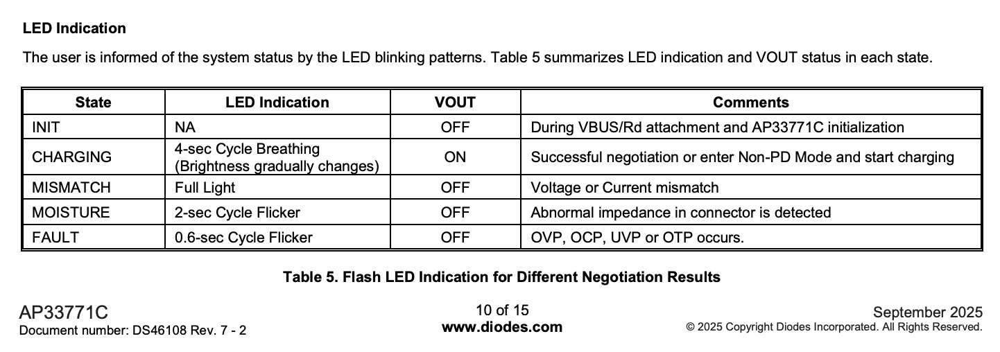 LED Indication
The user is informed of the system status by the LED blinking patterns. Table 5 summarizes LED indication and VOUT status in each state.
State LED Indication VOUT Comments
INIT NA OFF During VBUS/Rd attachment and AP33771C initialization
CHARGING 4-sec Cycle Breathing
(Brightness gradually changes) ON Successful negotiation or enter Non-PD Mode and start charging
MISMATCH Full Light OFF Voltage or Current mismatch
MOISTURE 2-sec Cycle Flicker OFF Abnormal impedance in connector is detected
FAULT 0.6-sec Cycle Flicker OFF OVP, OCP, UVP or OTP occurs.
Table 5. Flash LED Indication for Different Negotiation Results
AP33771C 10 of 15 September 2025
Document number: DS46108 Rev. 7 - 2 www.diodes.com © 2025 Copyright Diodes Incorporated. All Rights Reserved.